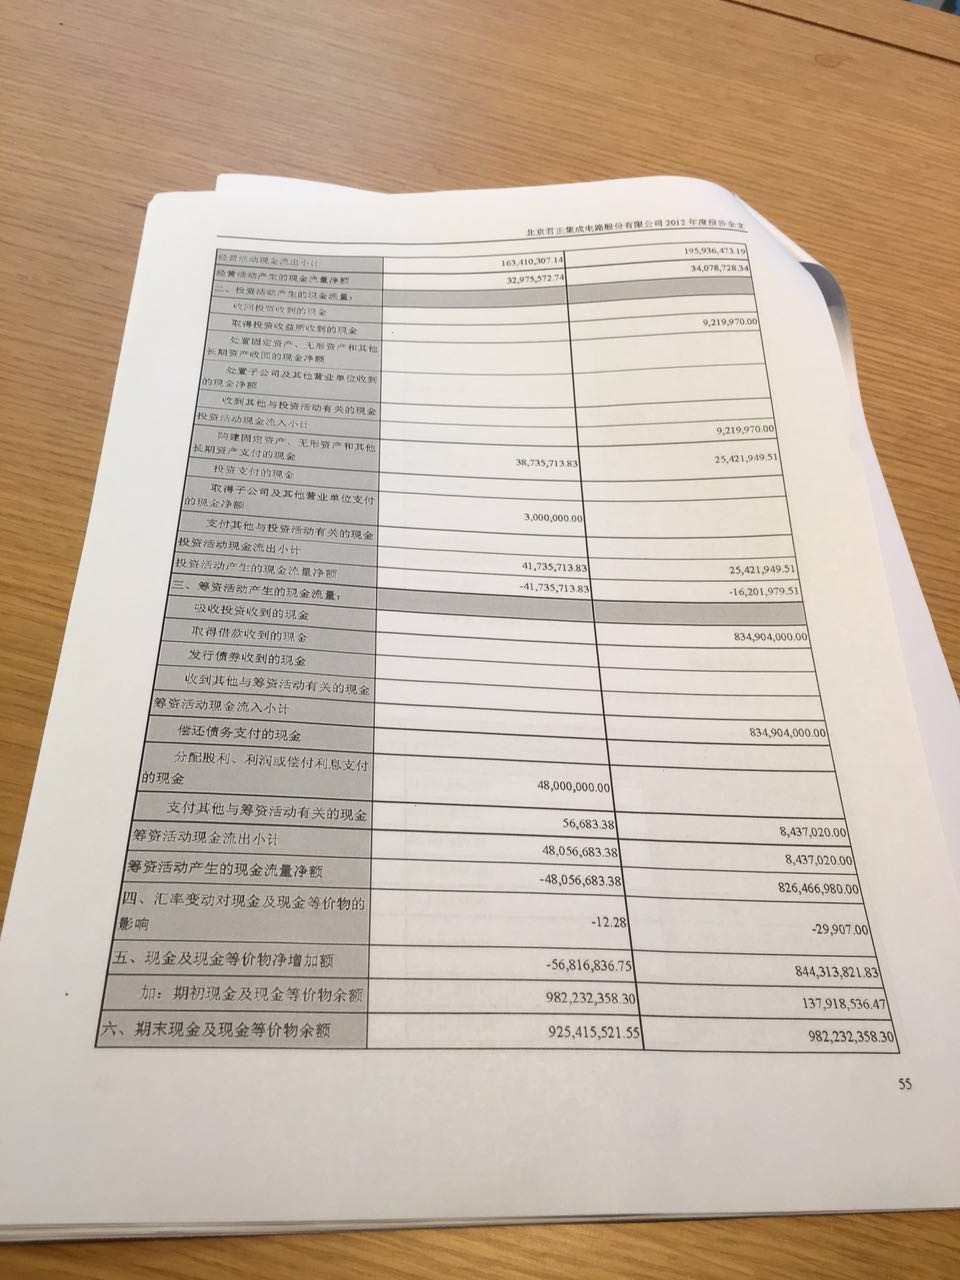 北京君正集成电路股份有限公司 2012 年度报告全文
经营活动现金流出小计 163,410,307.14 195,936,473.19
经营活动产生的现金流量净额 32,975,572.74 34,078,728.34
二、投资活动产生的现金流量：
收回投资收到的现金
取得投资收益所收到的现金 9,219,970.00
处置固定资产、无形资产和其他
长期资产收回的现金净额
处置子公司及其他营业单位收到
的现金净额
收到其他与投资活动有关的现金
投资活动现金流入小计 9,219,970.00
购建固定资产、无形资产和其他
长期资产支付的现金 38,735,713.83 25,421,949.51
投资支付的现金
取得子公司及其他营业单位支付
的现金净额 3,000,000.00
支付其他与投资活动有关的现金
投资活动现金流出小计 41,735,713.83 25,421,949.51
投资活动产生的现金流量净额 -41,735,713.83 -16,201,979.51
三、筹资活动产生的现金流量：
吸收投资收到的现金 834,904,000.00
取得借款收到的现金
发行债券收到的现金
收到其他与筹资活动有关的现金
筹资活动现金流入小计 834,904,000.00
偿还债务支付的现金
分配股利、利润或偿付利息支付
的现金 48,000,000.00
支付其他与筹资活动有关的现金 56,683.38 8,437,020.00
筹资活动现金流出小计 48,056,683.38 8,437,020.00
筹资活动产生的现金流量净额 -48,056,683.38 826,466,980.00
四、汇率变动对现金及现金等价物的
影响 -12.28 -29,907.00
五、现金及现金等价物净增加额 -56,816,836.75 844,313,821.83
加：期初现金及现金等价物余额 982,232,358.30 137,918,536.47
六、期末现金及现金等价物余额 925,415,521.55 982,232,358.30
55